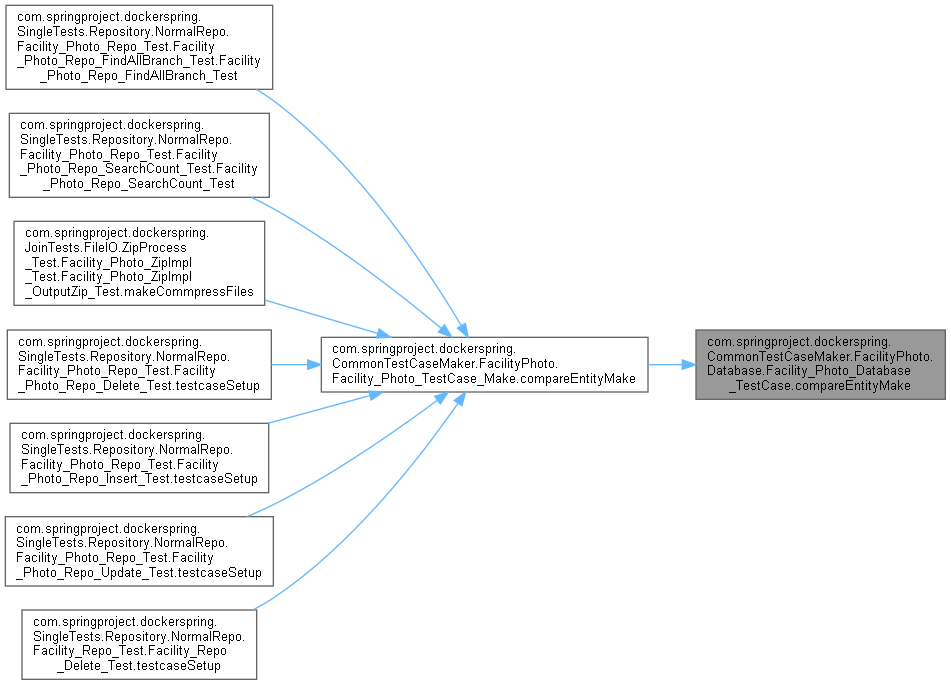 com.springproject.dockerspring.
SingleTests.Repository.NormalRepo.
Facility_Photo_Repo_Test.Facility
_Photo_Repo_FindAllBranch_Test.Facility
_Photo_Repo_FindAllBranch_Test
com.springproject.dockerspring.
SingleTests.Repository.NormalRepo.
Facility_Photo_Repo_Test.Facility
_Photo_Repo_SearchCount_Test.Facility
_Photo_Repo_SearchCount_Test
com.springproject.dockerspring.
JoinTests.FileIO.ZipProcess
_Test.Facility_Photo_ZipImpl
_Test.Facility_Photo_ZipImpl
_OutputZip_Test.makeCommpressFiles
com.springproject.dockerspring.
SingleTests.Repository.NormalRepo.
Facility_Photo_Repo_Test.Facility
_Photo_Repo_Delete_Test.testcaseSetup
com.springproject.dockerspring.
SingleTests.Repository.NormalRepo.
Facility_Photo_Repo_Test.Facility
_Photo_Repo_Insert_Test.testcaseSetup
com.springproject.dockerspring.
SingleTests.Repository.NormalRepo.
Facility_Photo_Repo_Test.Facility
_Photo_Repo_Update_Test.testcaseSetup
com.springproject.dockerspring.
SingleTests.Repository.NormalRepo.
Facility_Repo_Test.Facility_Repo
_Delete_Test.testcaseSetup
com.springproject.dockerspring.
CommonTestCaseMaker.FacilityPhoto.
Facility_Photo_TestCase_Make.compareEntityMake
com.springproject.dockerspring.
CommonTestCaseMaker.FacilityPhoto.
Database.Facility_Photo_Database
_TestCase.compareEntityMake